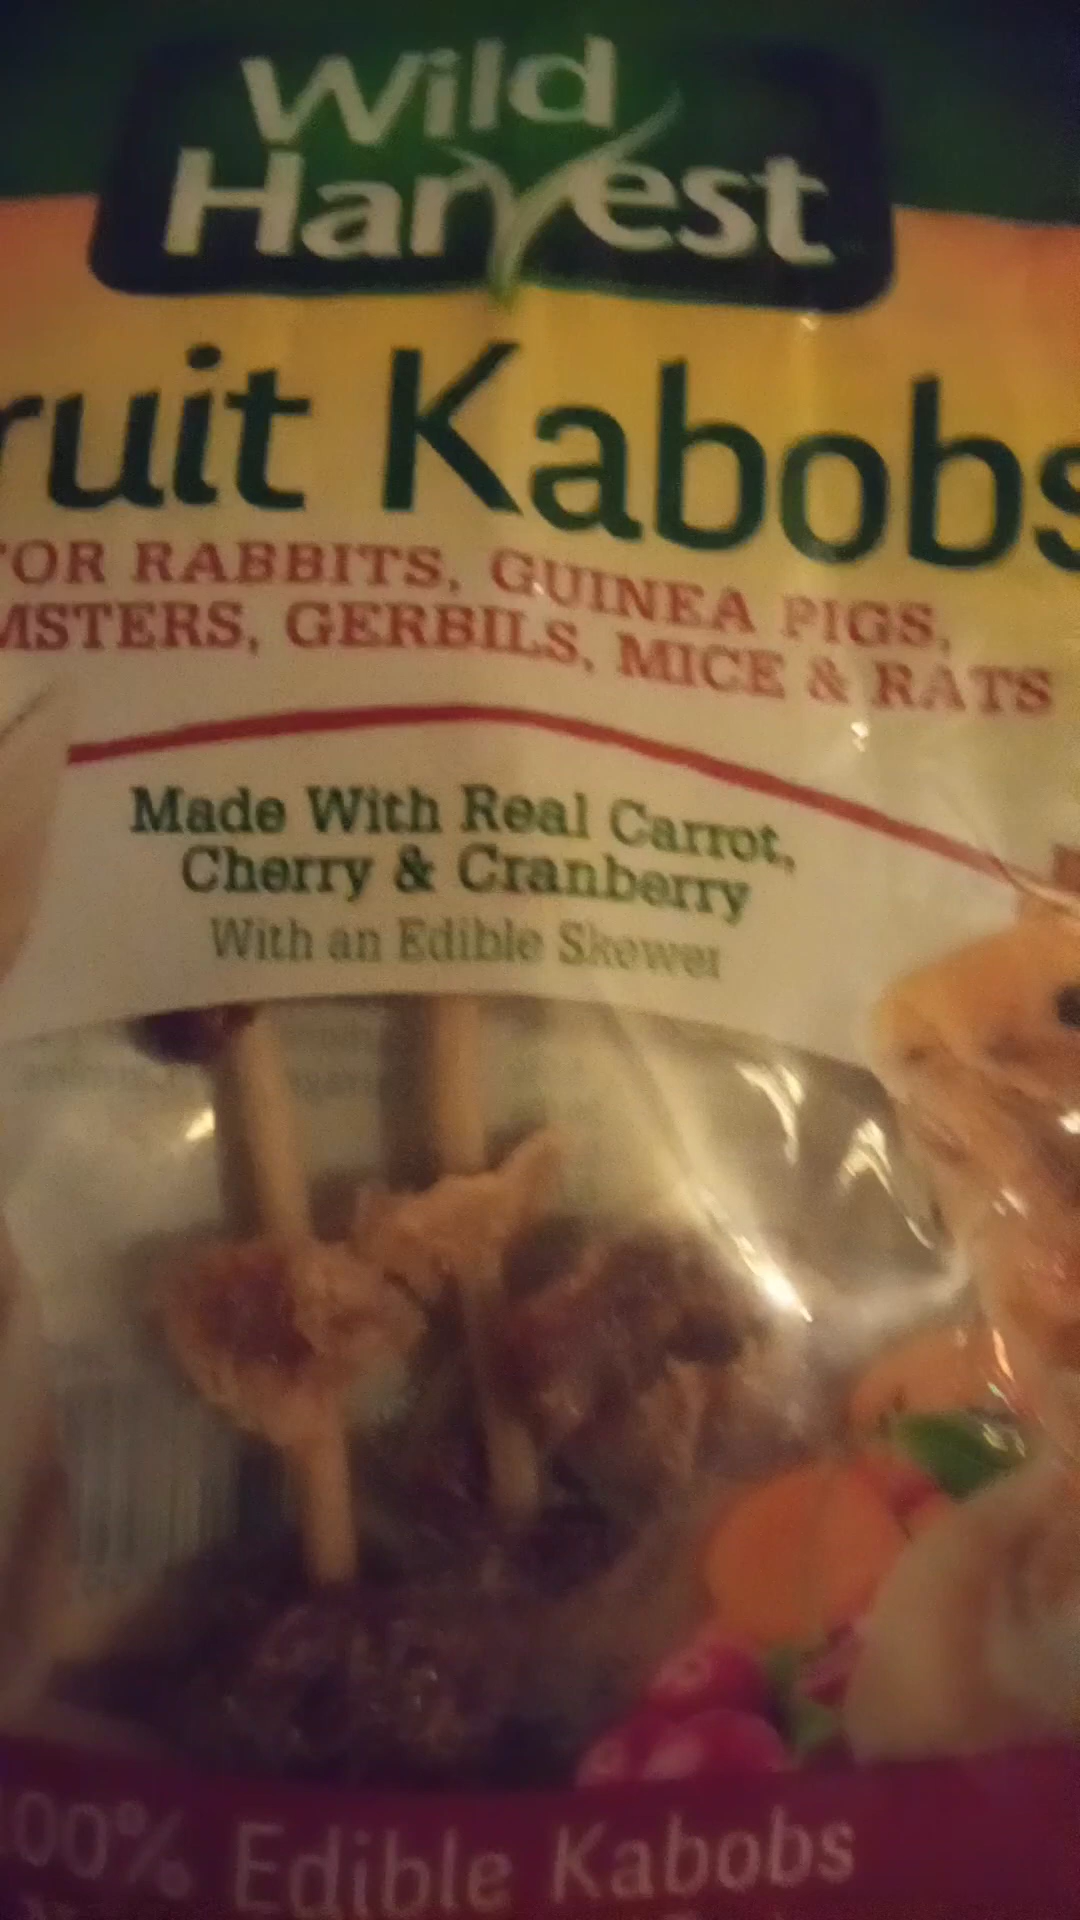 Wild
Harvest
ruit Kabobs
OR RABBITS, GUINEA PIGS,
MSTERS, GERBILS, MICE & RATS
Made With Real Carrot,
Cherry & Cranberry
With an Edible Skewer
00% Edible Kabobs